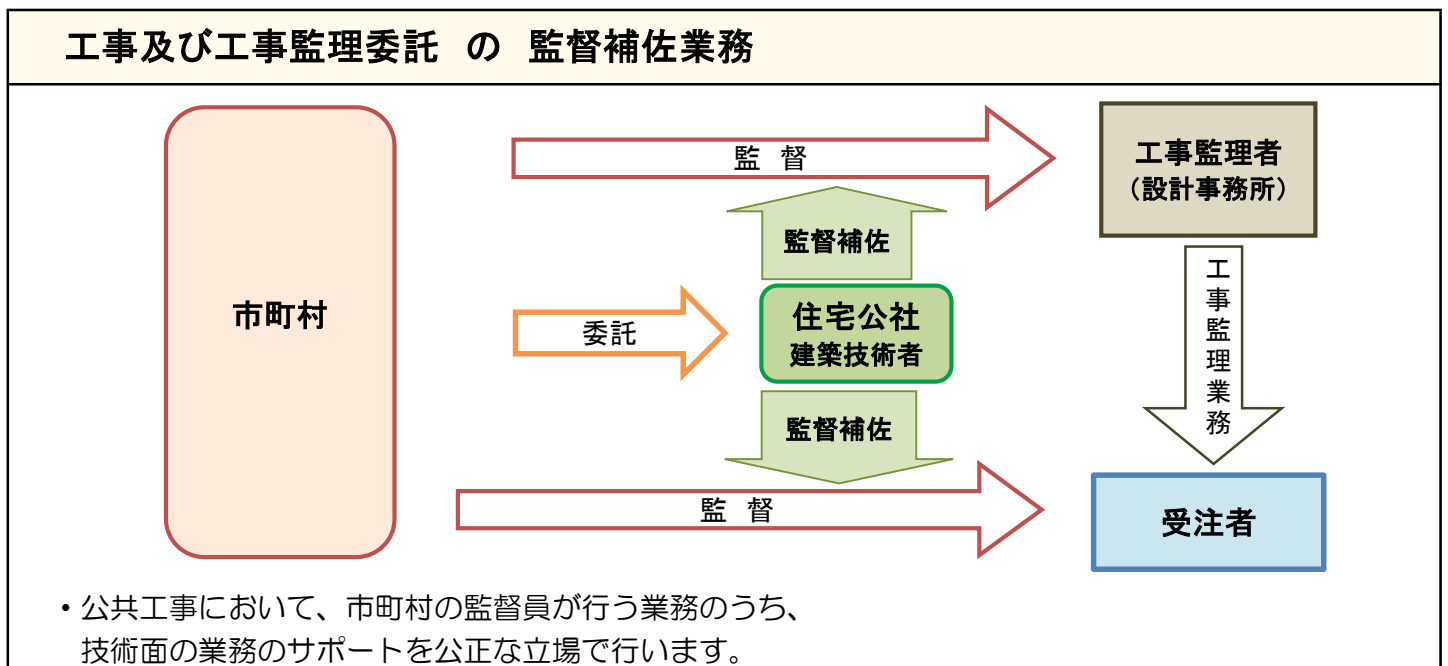 工事及び工事監理委託 の 監督補佐業務
監 督
工事監理者
(設計事務所)
監督補佐
市町村
委託
住宅公社
建築技術者
工事監理業務
監督補佐
監 督
受注者
・公共工事において、市町村の監督員が行う業務のうち、
技術面の業務のサポートを公正な立場で行います。